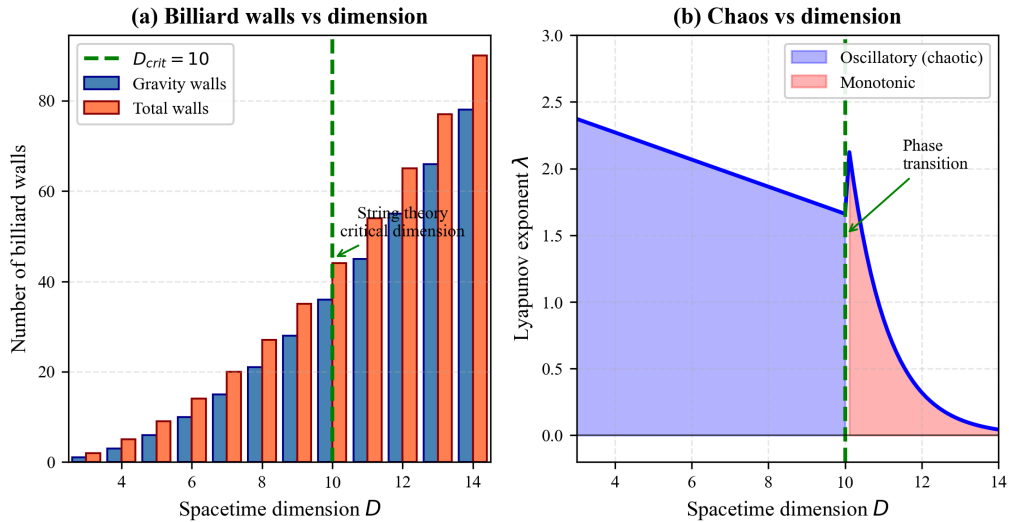 (a) Billiard walls vs dimension
D_crit = 10
Gravity walls
Total walls
String theory
critical dimension
Number of billiard walls
0
20
40
60
80
4
6
8
10
12
14
Spacetime dimension D
(b) Chaos vs dimension
Oscillatory (chaotic)
Monotonic
Phase
transition
Lyapunov exponent λ
3.0
2.5
2.0
1.5
1.0
0.5
0.0
4
6
8
10
12
14
Spacetime dimension D